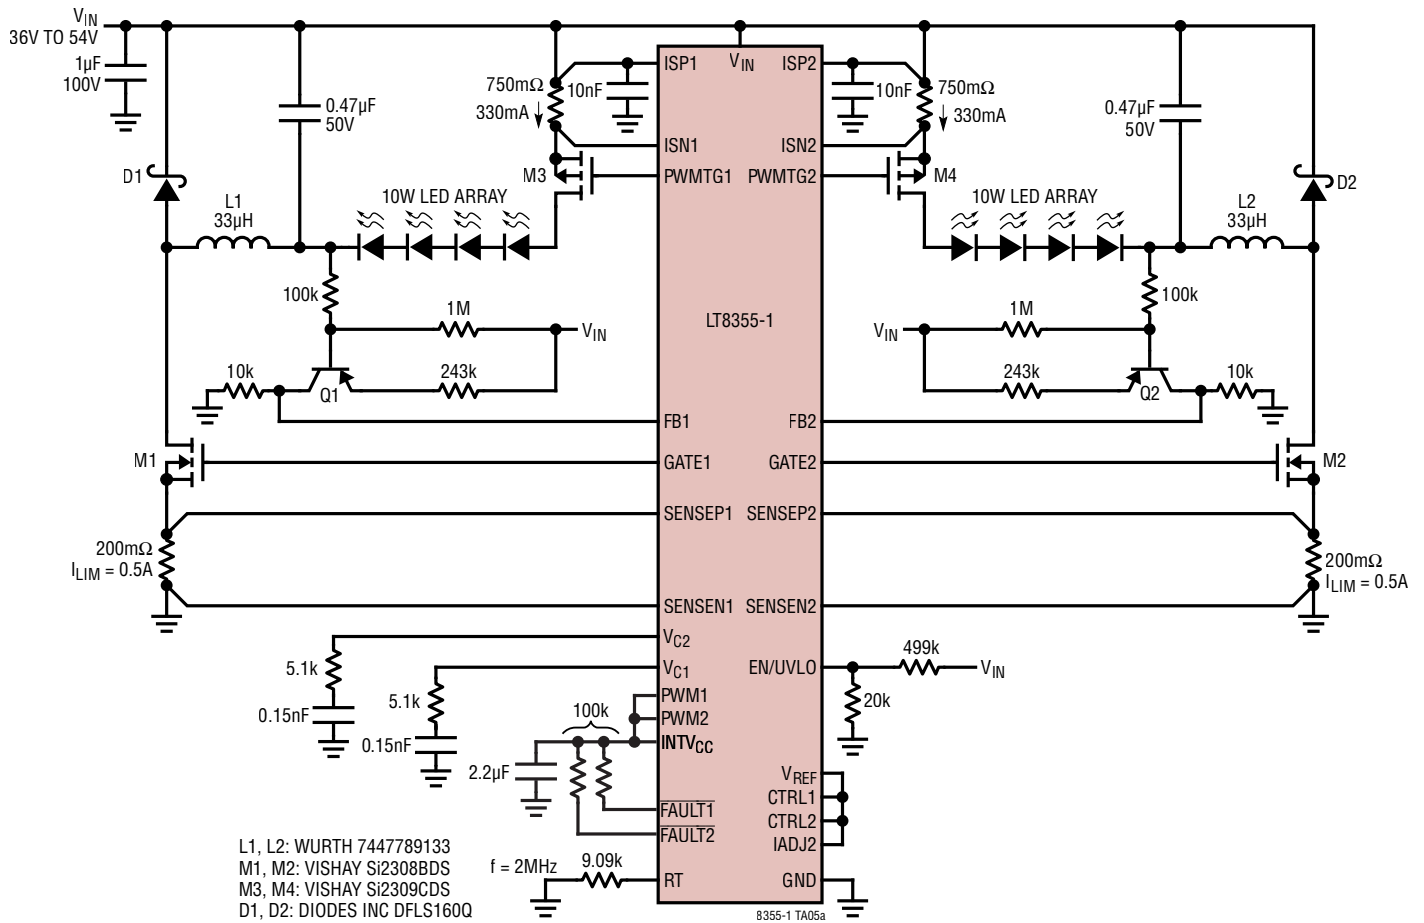 VIN
36V TO 54V
1µF
100V
0.47µF
50V
750mΩ
330mA
10nF
ISP1
VIN
ISP2
10nF
750mΩ
330mA
0.47µF
50V
ISN1
ISN2
D1
M3
PWMTG1
PWMTG2
M4
D2
L1
33µH
10W LED ARRAY
10W LED ARRAY
L2
33µH
100k
1M
VIN
LT8355-1
VIN
1M
100k
10k
Q1
243k
243k
Q2
10k
FB1
FB2
M1
GATE1
GATE2
M2
SENSEP1
SENSEP2
200mΩ
ILIM = 0.5A
200mΩ
ILIM = 0.5A
SENSEN1
SENSEN2
VC2
5.1k
0.15nF
VC1
5.1k
0.15nF
EN/UVLO
499k
VIN
20k
PWM1
PWM2
100k
INTVCC
2.2µF
FAULT1
FAULT2
VREF
CTRL1
CTRL2
IADJ2
f = 2MHz
9.09k
RT
GND
L1, L2: WURTH 7447789133
M1, M2: VISHAY Si2308BDS
M3, M4: VISHAY Si2309CDS
D1, D2: DIODES INC DFLS160Q
8355-1 TA05a